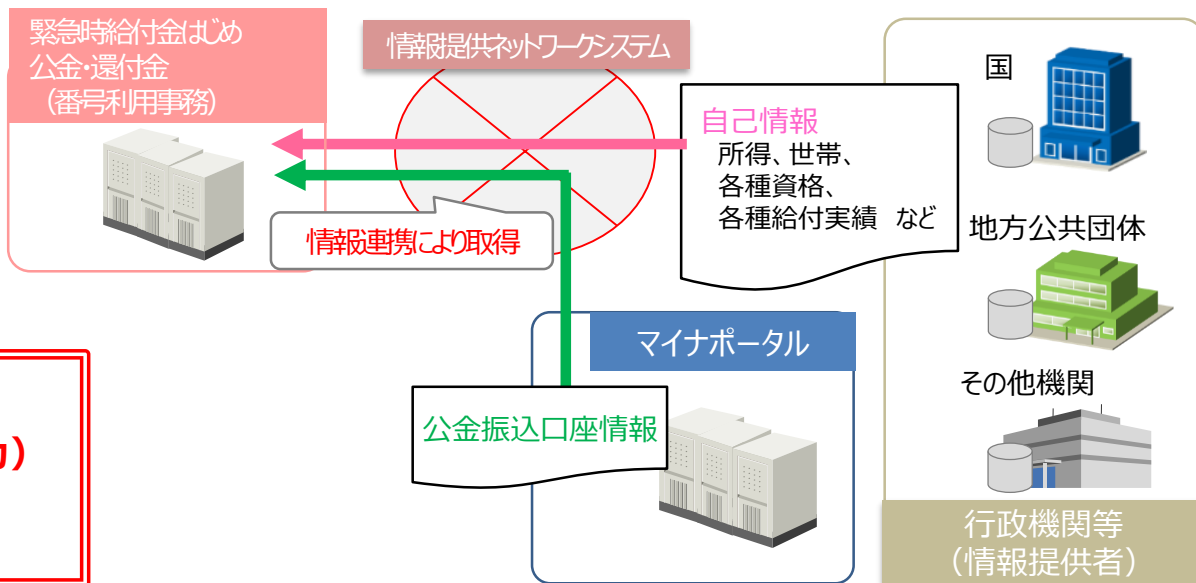 緊急時給付金はじめ
公金・還付金
（番号利用事務）
情報提供ネットワークシステム
自己情報
所得、世帯、
各種資格、
各種給付実績 など
情報連携により取得
マイナポータル
公金振込口座情報
国
地方公共団体
その他機関
行政機関等
（情報提供者）
）